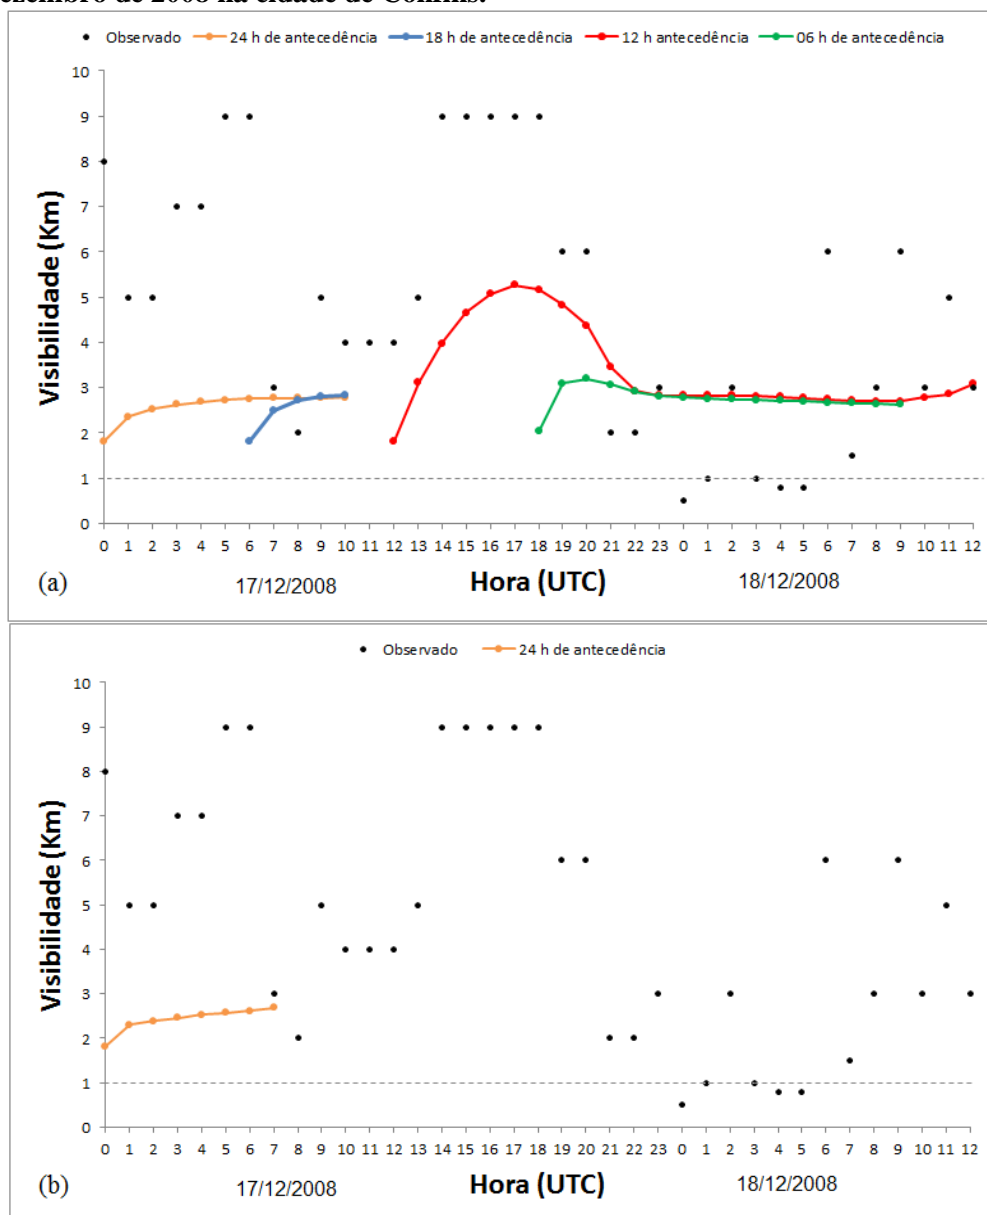 ezembro de 2008 na cidade de Confins.
Observado 24 h de antecedência 18 h de antecedência 12 h antecedência 06 h de antecedência
10
9
8
7
6
5
4
3
2
1
0
Visibilidade (Km)
0 1 2 3 4 5 6 7 8 9 10 11 12 13 14 15 16 17 18 19 20 21 22 23 0 1 2 3 4 5 6 7 8 9 10 11 12
(a) 17/12/2008 Hora (UTC) 18/12/2008
Observado 24 h de antecedência
10
9
8
7
6
5
4
3
2
1
0
Visibilidade (Km)
0 1 2 3 4 5 6 7 8 9 10 11 12 13 14 15 16 17 18 19 20 21 22 23 0 1 2 3 4 5 6 7 8 9 10 11 12
(b) 17/12/2008 Hora (UTC) 18/12/2008